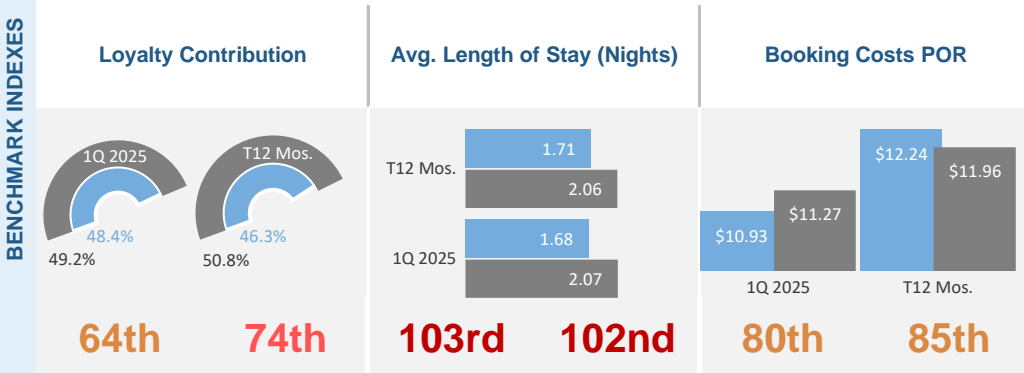 BENCHMARK INDEXES
Loyalty Contribution
1Q 2025
48.4%
49.2%
T12 Mos.
46.3%
50.8%
64th
74th
Avg. Length of Stay (Nights)
T12 Mos.
1.71
2.06
1Q 2025
1.68
2.07
103rd
102nd
Booking Costs POR
$10.93
$11.27
$12.24
$11.96
1Q 2025
T12 Mos.
80th
85th